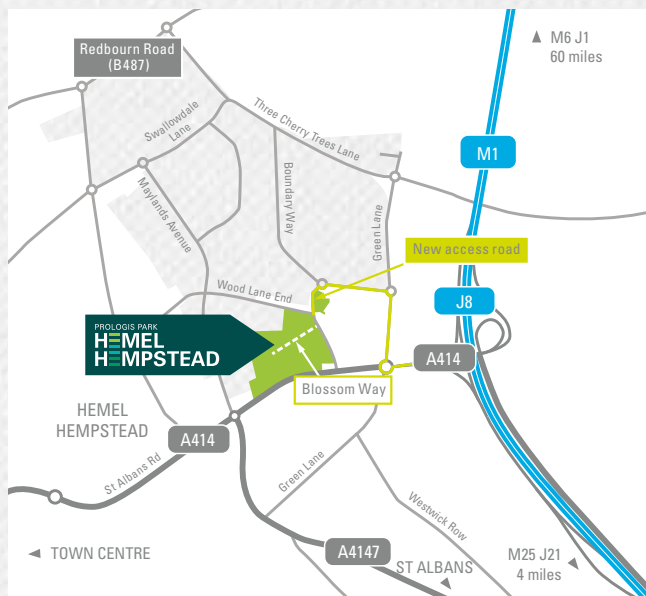 Redbourn Road
(B487)
M6 J1
60 miles
Swallowdale
Lane
Three Cherry Trees Lane
M1
Maylands Avenue
Boundary Way
Green Lane
New access road
Wood Lane End
J8
PROLOGIS PARK
HEMEL
HEMPSTEAD
A414
Blossom Way
HEMEL
HEMPSTEAD
A414
St Albans Rd
Green Lane
Westwick Row
TOWN CENTRE
A4147
ST ALBANS
M25 J21
4 miles